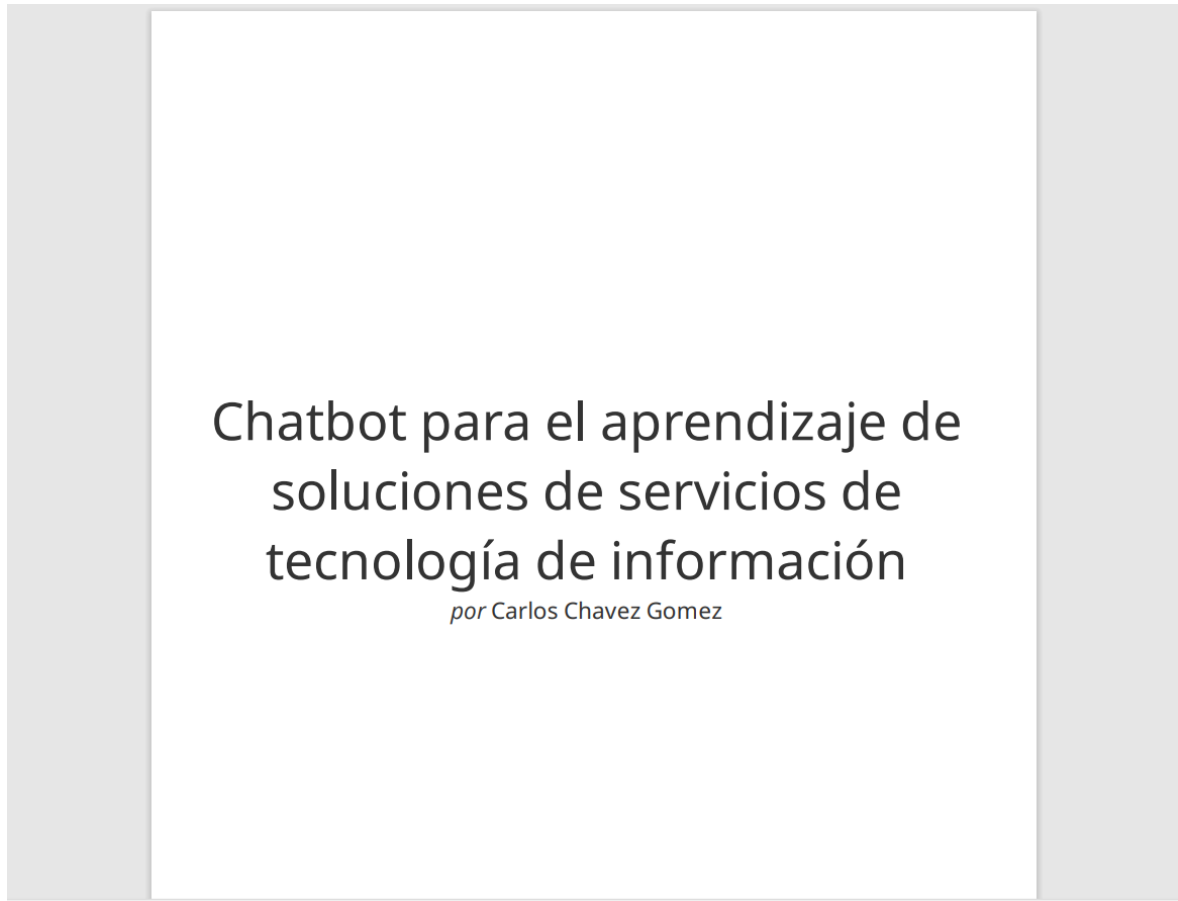 Chatbot para el aprendizaje de
soluciones de servicios de
tecnología de información
por Carlos Chavez Gomez